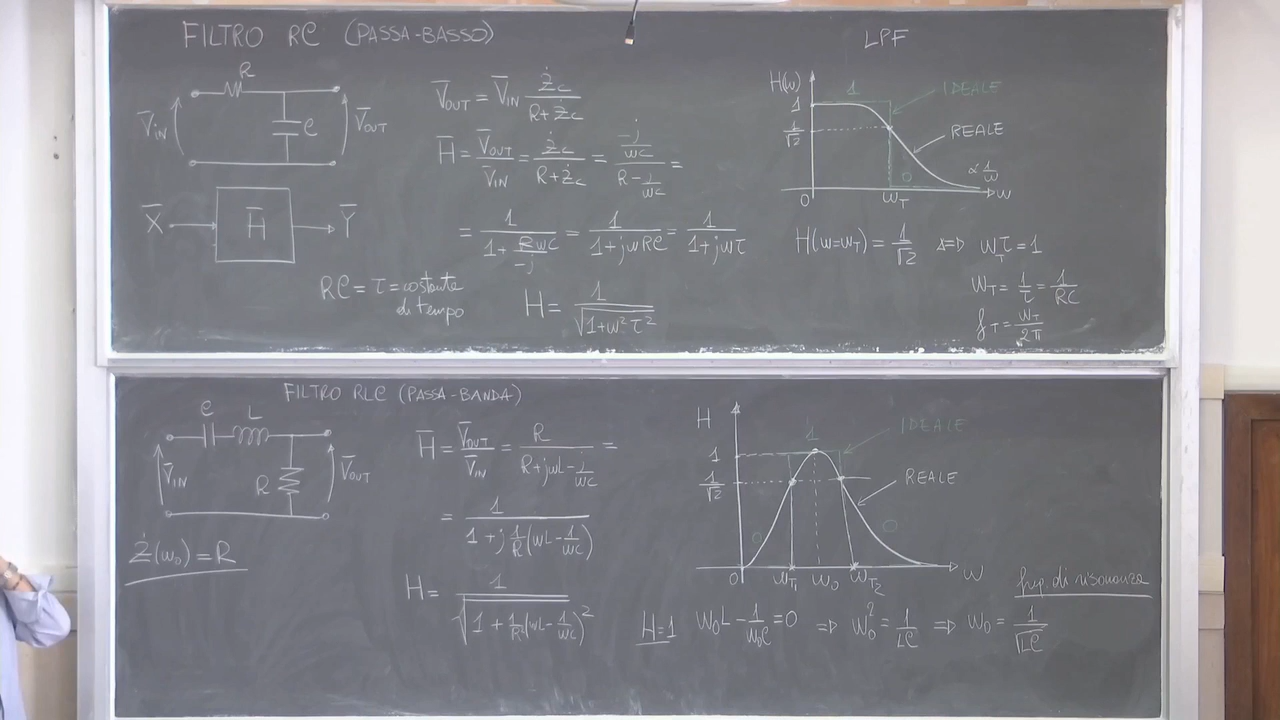 FILTRO RC (PASSA-BASSO)
R
C
V̅IN
V̅OUT
X̅
H̅
Y̅
RC = τ = costante
di tempo
V̅OUT = V̅IN Żc/(R+Żc)
H̅ = V̅OUT/V̅IN = Żc/(R+Żc) = (-j/ωC)/(R - j/ωC) =
= 1/(1 + RωC/-j) = 1/(1+jωRC) = 1/(1+jωτ)
H = 1/√(1+ω²τ²)
LPF
H(ω)
1
1/√2
1
IDEALE
REALE
0
∝ 1/ω
0
ωT
ω
H(ω=ωT) = 1/√2 ⇔ ωTτ = 1
ωT = 1/τ = 1/RC
fT = ωT/2π
FILTRO RLC (PASSA-BANDA)
C
L
R
V̅IN
V̅OUT
Ż(ω0) = R
H̅ = V̅OUT/V̅IN = R/(R+jωL - j/ωC) =
= 1/(1+j 1/R(ωL - 1/ωC))
H = 1/√(1+1/R²(ωL - 1/ωC)²)
H
1
1/√2
1
IDEALE
REALE
0
0
0
ωT1
ω0
ωT2
ω
freq. di risonanza
H=1 ω0L - 1/ω0C = 0 ⇒ ω0² = 1/LC ⇒ ω0 = 1/√LC